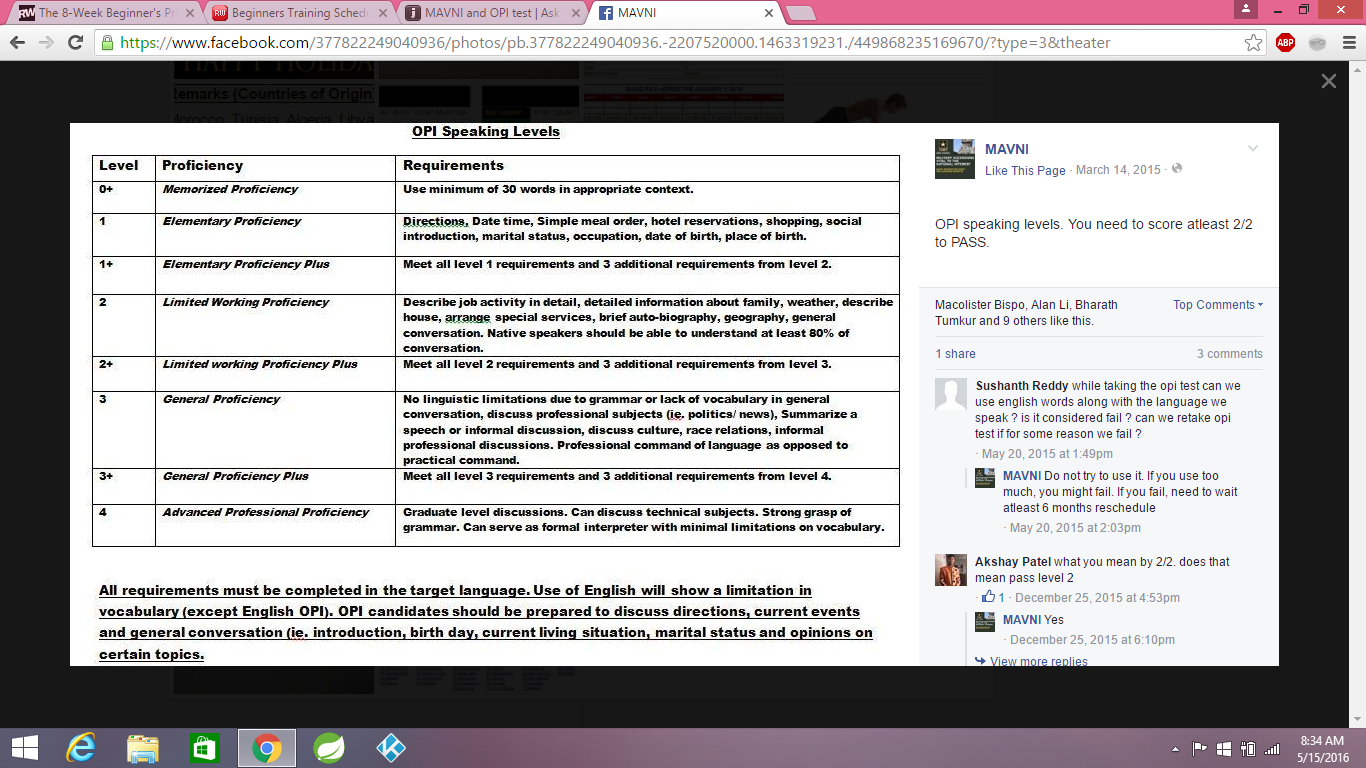 The 8-Week Beginner's Pr
Beginners Training Schedu
MAVNI and OPI test | Ask
MAVNI
https://www.facebook.com/377822249040936/photos/pb.377822249040936.-2207520000.1463319231./449868235169670/?type=3&theater
ABP
HAPPY HOLIDA
Remarks (Countries of Origin)
Morocco, Tunisia, Algeria, Libya
OPI Speaking Levels
Level Proficiency Requirements
0+ Memorized Proficiency Use minimum of 30 words in appropriate context.
1 Elementary Proficiency Directions, Date time, Simple meal order, hotel reservations, shopping, social
introduction, marital status, occupation, date of birth, place of birth.
1+ Elementary Proficiency Plus Meet all level 1 requirements and 3 additional requirements from level 2.
2 Limited Working Proficiency Describe job activity in detail, detailed information about family, weather, describe
house, arrange special services, brief auto-biography, geography, general
conversation. Native speakers should be able to understand at least 80% of
conversation.
2+ Limited working Proficiency Plus Meet all level 2 requirements and 3 additional requirements from level 3.
3 General Proficiency No linguistic limitations due to grammar or lack of vocabulary in general
conversation, discuss professional subjects (ie. politics/ news), Summarize a
speech or informal discussion, discuss culture, race relations, informal
professional discussions. Professional command of language as opposed to
practical command.
3+ General Proficiency Plus Meet all level 3 requirements and 3 additional requirements from level 4.
4 Advanced Professional Proficiency Graduate level discussions. Can discuss technical subjects. Strong grasp of
grammar. Can serve as formal interpreter with minimal limitations on vocabulary.
All requirements must be completed in the target language. Use of English will show a limitation in
vocabulary (except English OPI). OPI candidates should be prepared to discuss directions, current events
and general conversation (ie. introduction, birth day, current living situation, marital status and opinions on
certain topics.
MAVNI
Like This Page · March 14, 2015 ·
OPI speaking levels. You need to score atleast 2/2
to PASS.
Macolister Bispo, Alan Li, Bharath
Tumkur and 9 others like this.
Top Comments
1 share
3 comments
Sushanth Reddy while taking the opi test can we
use english words along with the language we
speak ? is it considered fail ? can we retake opi
test if for some reason we fail ?
· May 20, 2015 at 1:49pm
MAVNI Do not try to use it. If you use too
much, you might fail. If you fail, need to wait
atleast 6 months reschedule
· May 20, 2015 at 2:03pm
Akshay Patel what you mean by 2/2. does that
mean pass level 2
· 1 · December 25, 2015 at 4:53pm
MAVNI Yes
· December 25, 2015 at 6:10pm
View more replies
8:34 AM
5/15/2016